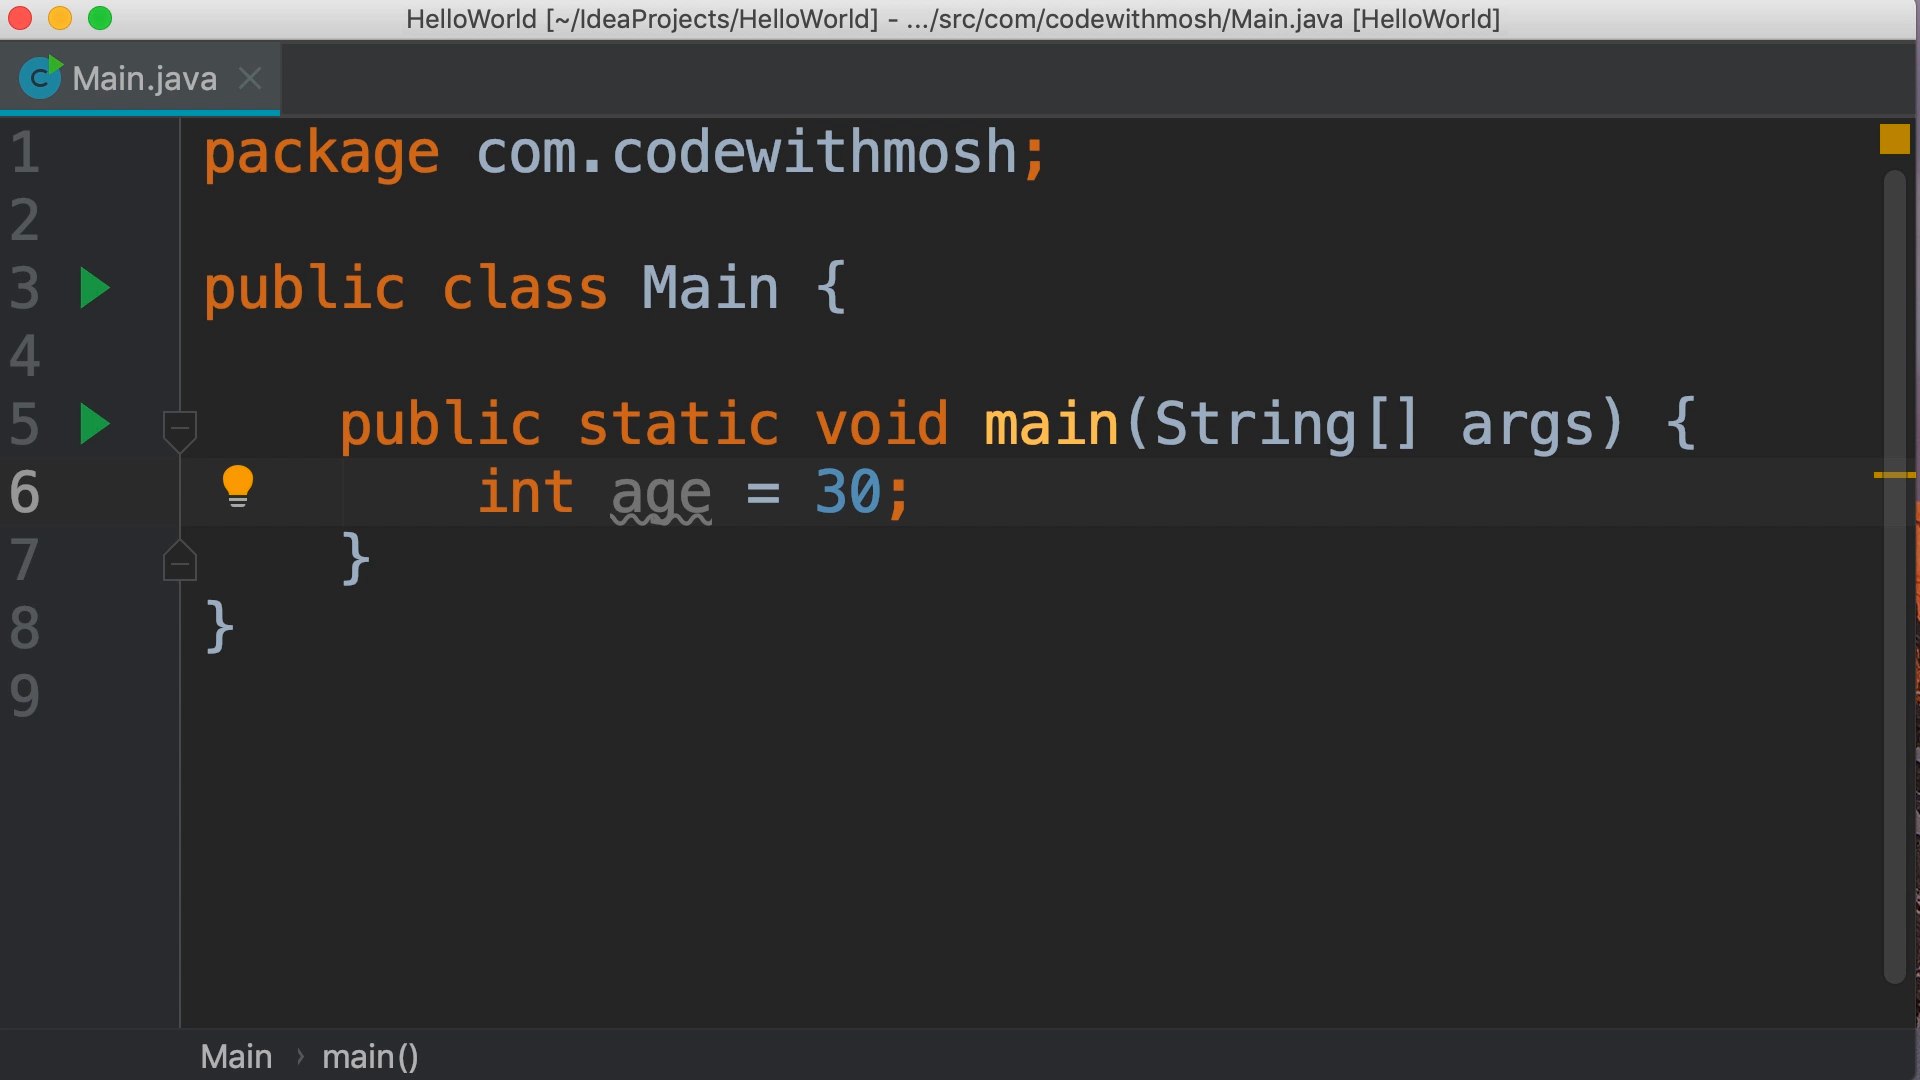 HelloWorld [~/IdeaProjects/HelloWorld] - .../src/com/codewithmosh/Main.java [HelloWorld]
C Main.java
1 package com.codewithmosh;
2
3 public class Main {
4
5 public static void main(String[] args) {
6 int age = 30;
7 }
8 }
9
Main › main()